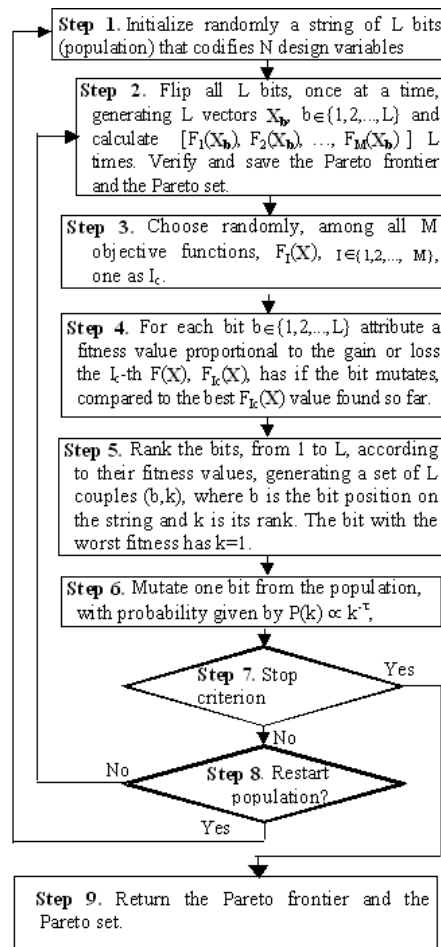 Step 1. Initialize randomly a string of L bits
(population) that codifies N design variables
Step 2. Flip all L bits, once at a time,
generating L vectors X_b, b∈{1,2,...,L} and
calculate [F_1(X_b), F_2(X_b), ..., F_M(X_b) ] L
times. Verify and save the Pareto frontier
and the Pareto set.
Step 3. Choose randomly, among all M
objective functions, F_I(X), I∈{1,2,..., M},
one as I_c.
Step 4. For each bit b∈{1,2,...,L} attribute a
fitness value proportional to the gain or loss
the I_c-th F(X), F_Ic(X), has if the bit mutates,
compared to the best F_Ic(X) value found so far.
Step 5. Rank the bits, from 1 to L, according
to their fitness values, generating a set of L
couples (b,k), where b is the bit position on
the string and k is its rank. The bit with the
worst fitness has k=1.
Step 6. Mutate one bit from the population,
with probability given by P(k) ∝ k^-τ,
Step 7. Stop
criterion
Yes
No
Step 8. Restart
population?
No
Yes
Step 9. Return the Pareto frontier and the
Pareto set.